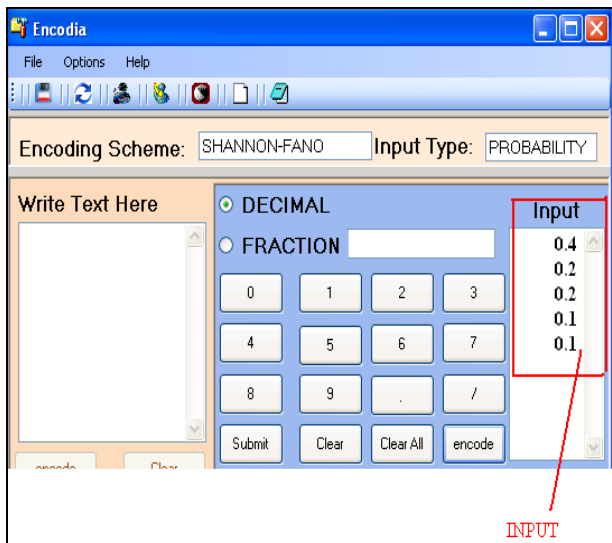 Encodia
File Options Help
Encoding Scheme: SHANNON-FANO Input Type: PROBABILITY
Write Text Here
DECIMAL
FRACTION
Input
0.4
0.2
0.2
0.1
0.1
0 1 2 3
4 5 6 7
8 9 . /
Submit Clear Clear All encode
encode Clear
INPUT